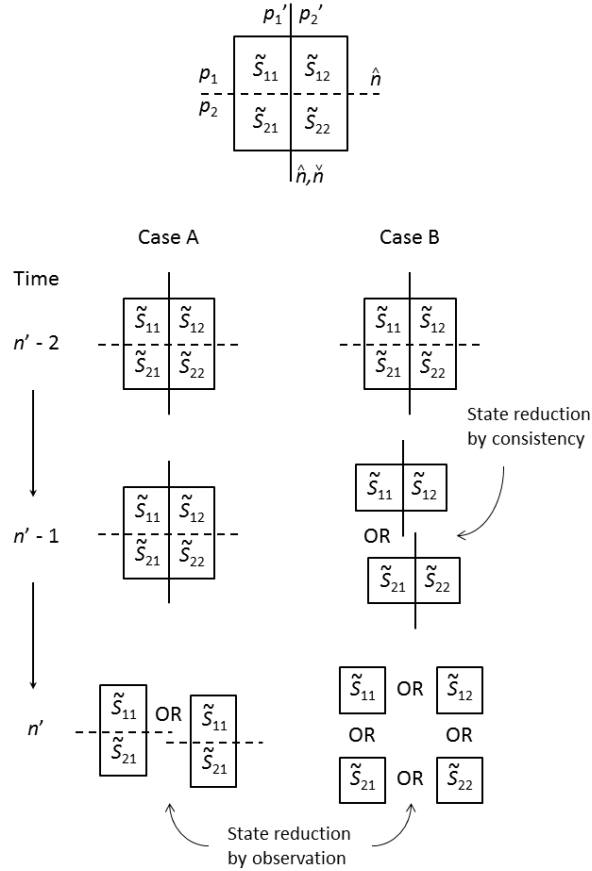 p₁’ p₂’
p₁ S̃₁₁ S̃₁₂ n̂
p₂ S̃₂₁ S̃₂₂
n̂,ň
Case A Case B
Time
n’ - 2 S̃₁₁ S̃₁₂ S̃₁₁ S̃₁₂
S̃₂₁ S̃₂₂ S̃₂₁ S̃₂₂
State reduction
by consistency
n’ - 1 S̃₁₁ S̃₁₂ S̃₁₁ S̃₁₂
OR
S̃₂₁ S̃₂₂ S̃₂₁ S̃₂₂
n’ S̃₁₁ OR S̃₁₁ S̃₁₁ OR S̃₁₂
OR OR
S̃₂₁ S̃₂₁ S̃₂₁ OR S̃₂₂
State reduction
by observation